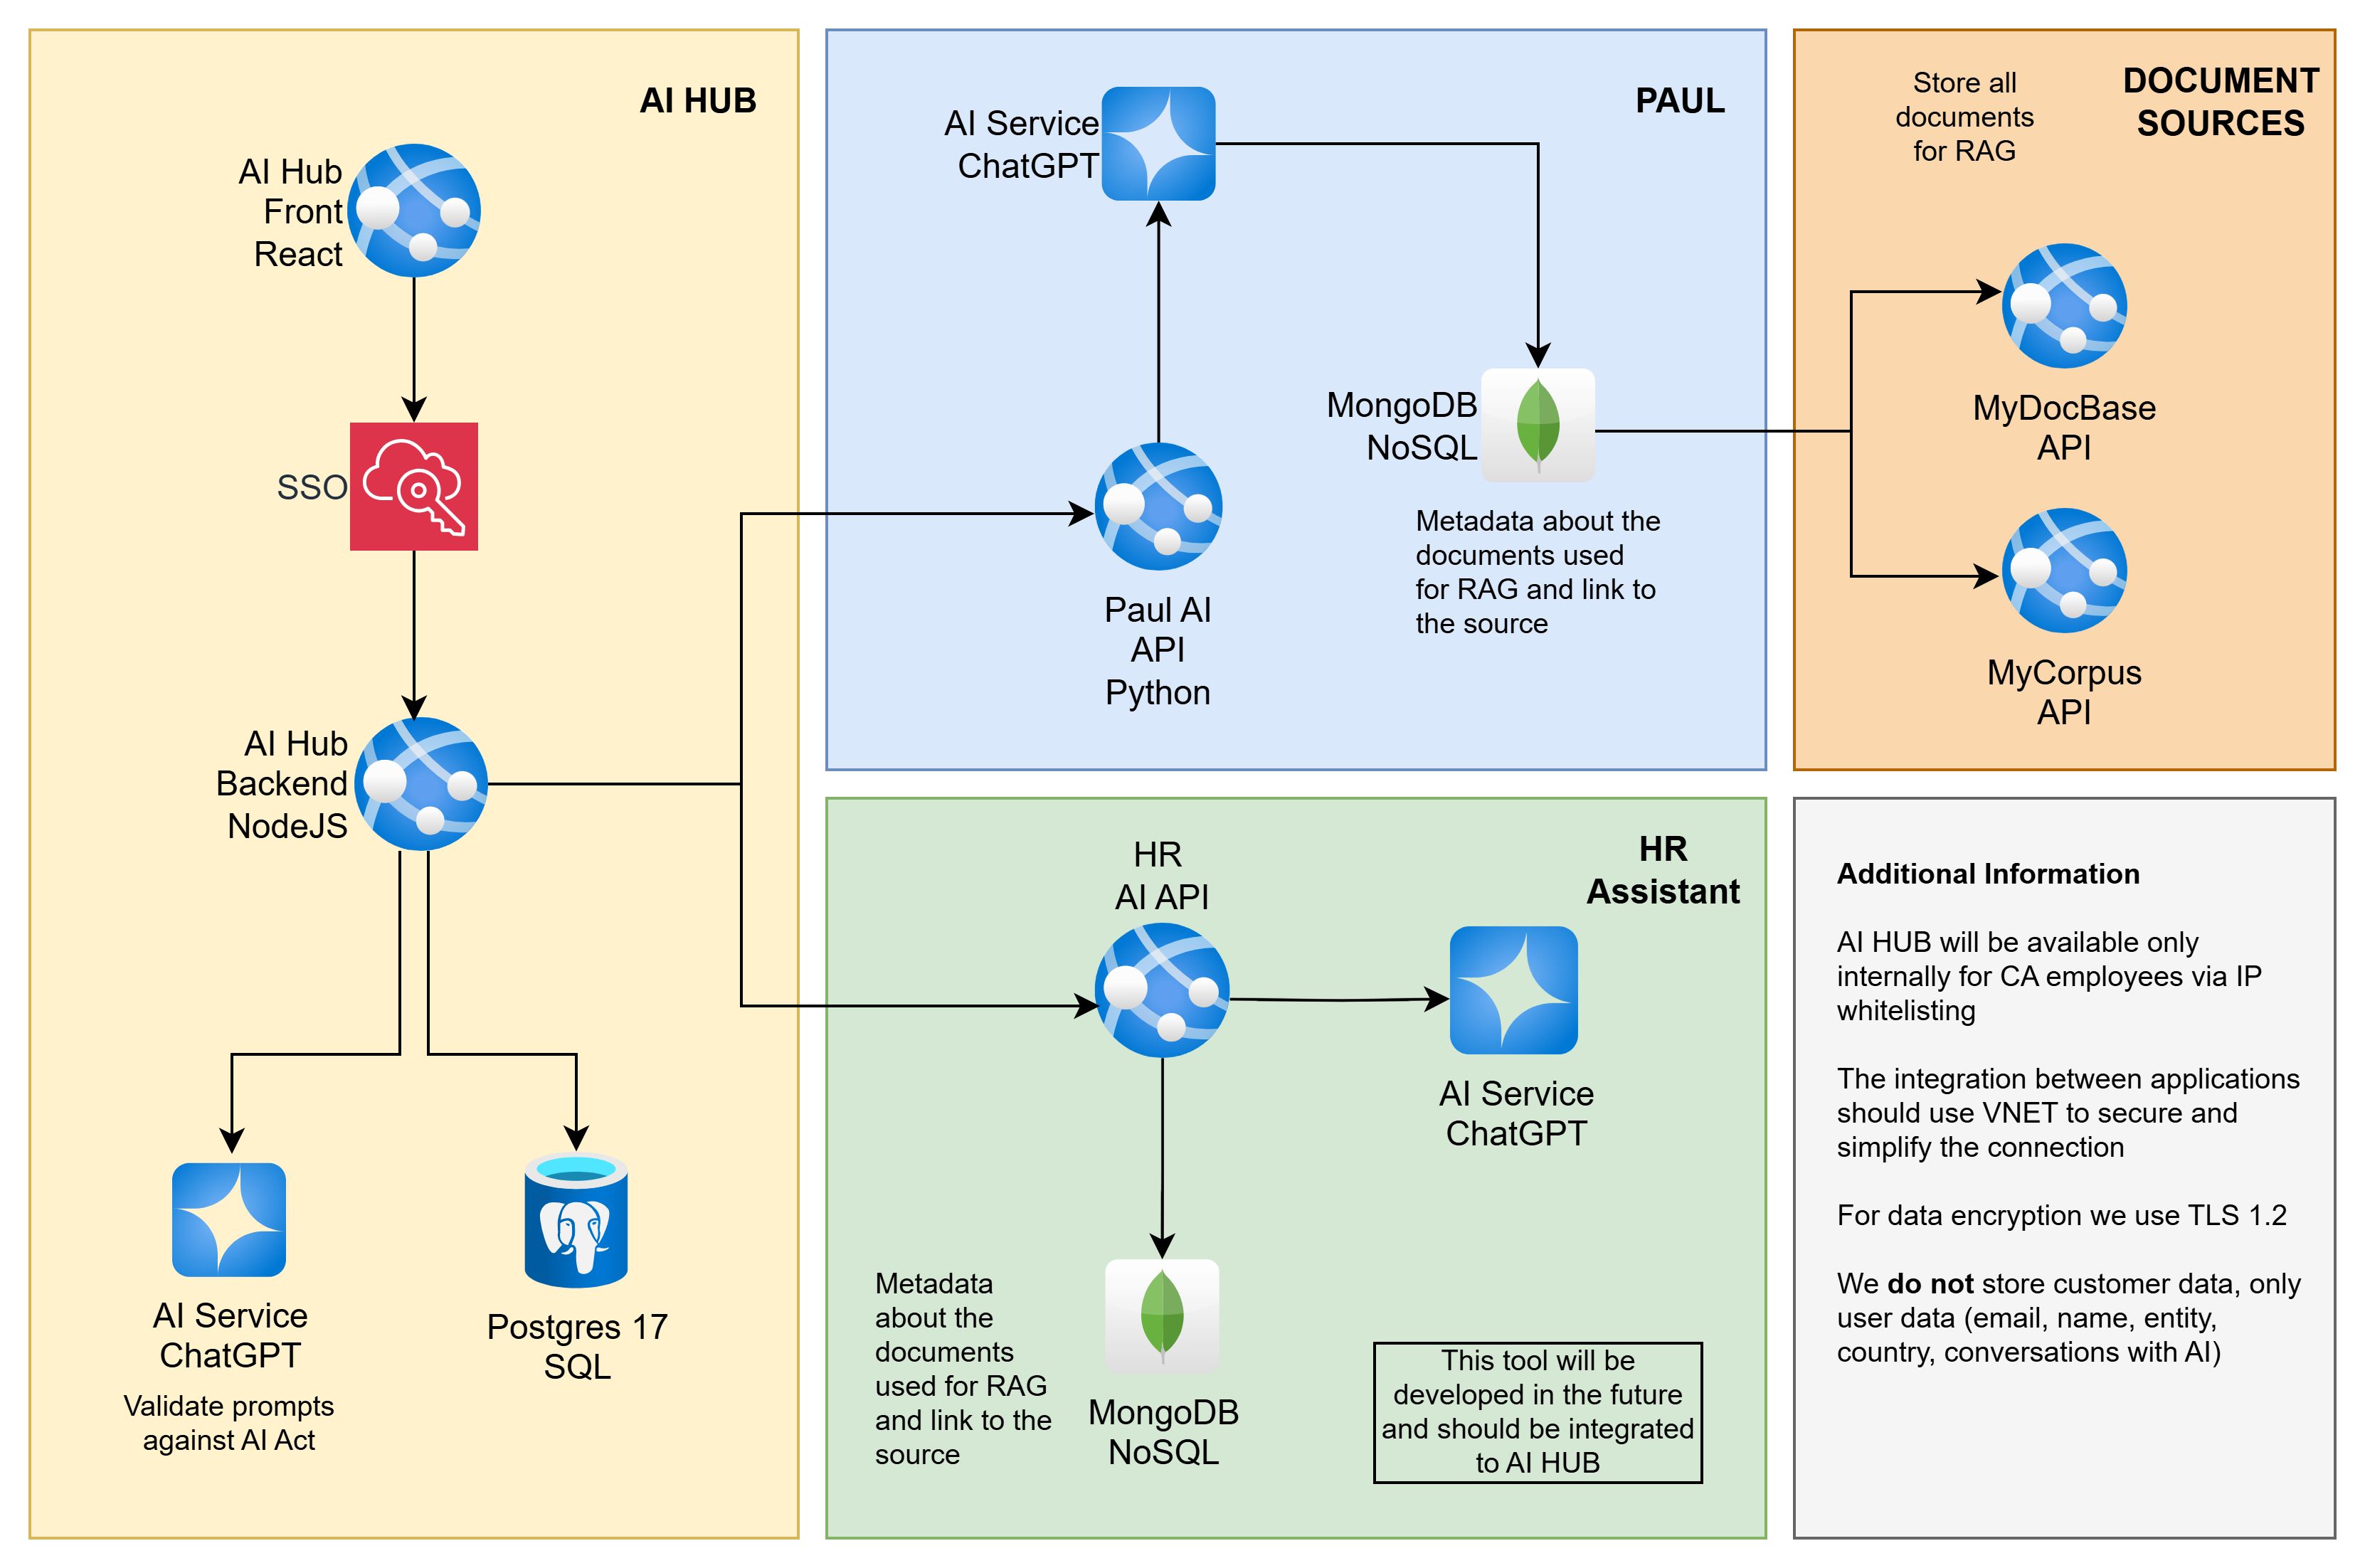 AI HUB
AI Hub
Front
React
SSO
AI Hub
Backend
NodeJS
AI Service
ChatGPT
Validate prompts
against AI Act
Postgres 17
SQL
PAUL
AI Service
ChatGPT
MongoDB
NoSQL
Metadata about the
documents used
for RAG and link to
the source
Paul AI
API
Python
DOCUMENT
SOURCES
Store all
documents
for RAG
MyDocBase
API
MyCorpus
API
HR
Assistant
HR
AI API
AI Service
ChatGPT
Metadata
about the
documents
used for RAG
and link to the
source
MongoDB
NoSQL
This tool will be
developed in the future
and should be integrated
to AI HUB
Additional Information
AI HUB will be available only
internally for CA employees via IP
whitelisting
The integration between applications
should use VNET to secure and
simplify the connection
For data encryption we use TLS 1.2
We do not store customer data, only
user data (email, name, entity,
country, conversations with AI)